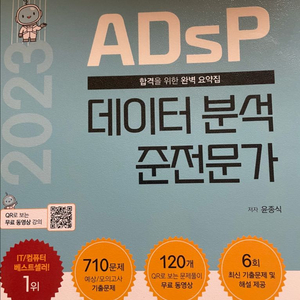 2023
ADsP
합격을 위한 완벽 요약집
데이터 분석
준전문가
저자 윤종식
QR로 보는
무료 동영상 강의
IT/컴퓨터
베스트셀러!
1위
710문제
예상/모의고사
기출문제
120개
QR로 보는 문제풀이
무료 동영상
6회
최신 기출문제 및
해설 제공